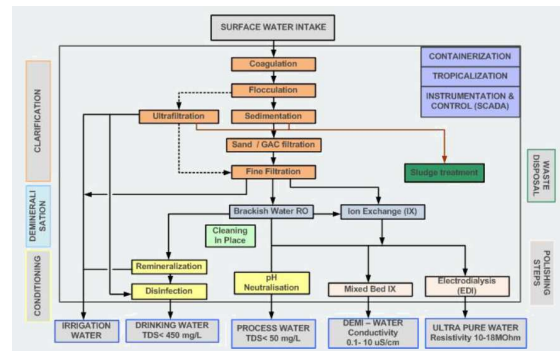 SURFACE WATER INTAKE
Coagulation
Flocculation
Ultrafiltration
Sedimentation
Sand / GAC filtration
Fine Filtration
Sludge treatment
CONTAINERIZATION
TROPICALIZATION
INSTRUMENTATION &
CONTROL (SCADA)
CLARIFICATION
WASTE
DISPOSAL
DEMINERALI
SATION
Brackish Water RO
Ion Exchange (IX)
Cleaning
In Place
CONDITIONING
POLISHING
STEPS
Remineralization
Disinfection
pH
Neutralisation
Mixed Bed IX
Electrodialysis
(EDI)
IRRIGATION
WATER
DRINKING WATER
TDS< 450 mg/L
PROCESS WATER
TDS< 50 mg/L
DEMI – WATER
Conductivity
0.1- 10 uS/cm
ULTRA PURE WATER
Resistivity 10-18MOhm